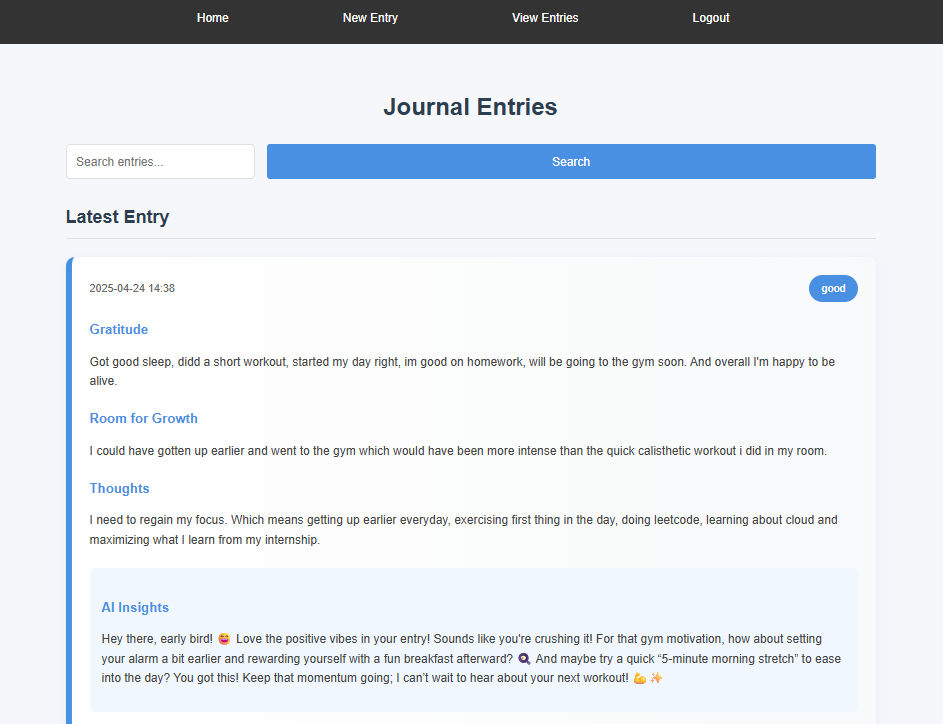 Home New Entry View Entries Logout
Journal Entries
Search entries... Search
Latest Entry
2025-04-24 14:38 good
Gratitude
Got good sleep, didd a short workout, started my day right, im good on homework, will be going to the gym soon. And overall I'm happy to be
alive.
Room for Growth
I could have gotten up earlier and went to the gym which would have been more intense than the quick calisthetic workout i did in my room.
Thoughts
I need to regain my focus. Which means getting up earlier everyday, exercising first thing in the day, doing leetcode, learning about cloud and
maximizing what I learn from my internship.
AI Insights
Hey there, early bird! 😄 Love the positive vibes in your entry! Sounds like you're crushing it! For that gym motivation, how about setting
your alarm a bit earlier and rewarding yourself with a fun breakfast afterward? 🍳 And maybe try a quick “5-minute morning stretch” to ease
into the day? You got this! Keep that momentum going; I can’t wait to hear about your next workout! 💪✨